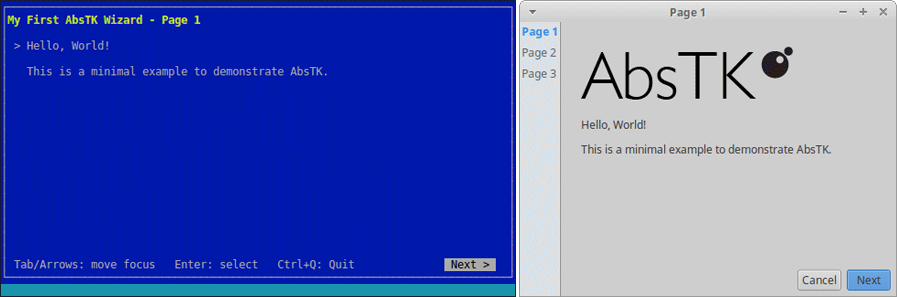 My First AbsTK Wizard - Page 1
> Hello, World!
This is a minimal example to demonstrate AbsTK.
Tab/Arrows: move focus   Enter: select   Ctrl+Q: Quit   Next >
Page 1
Page 1
Page 2
Page 3
AbsTK
Hello, World!
This is a minimal example to demonstrate AbsTK.
Cancel   Next